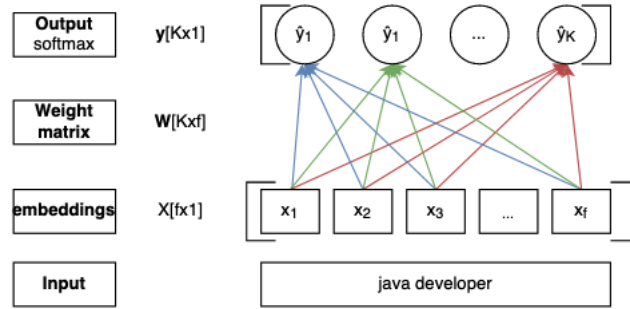 Output
softmax
y[Kx1]
ŷ1 ŷ1 ... ŷK
Weight
matrix
W[Kxf]
embeddings
X[fx1]
x1 x2 x3 ... xf
Input
java developer